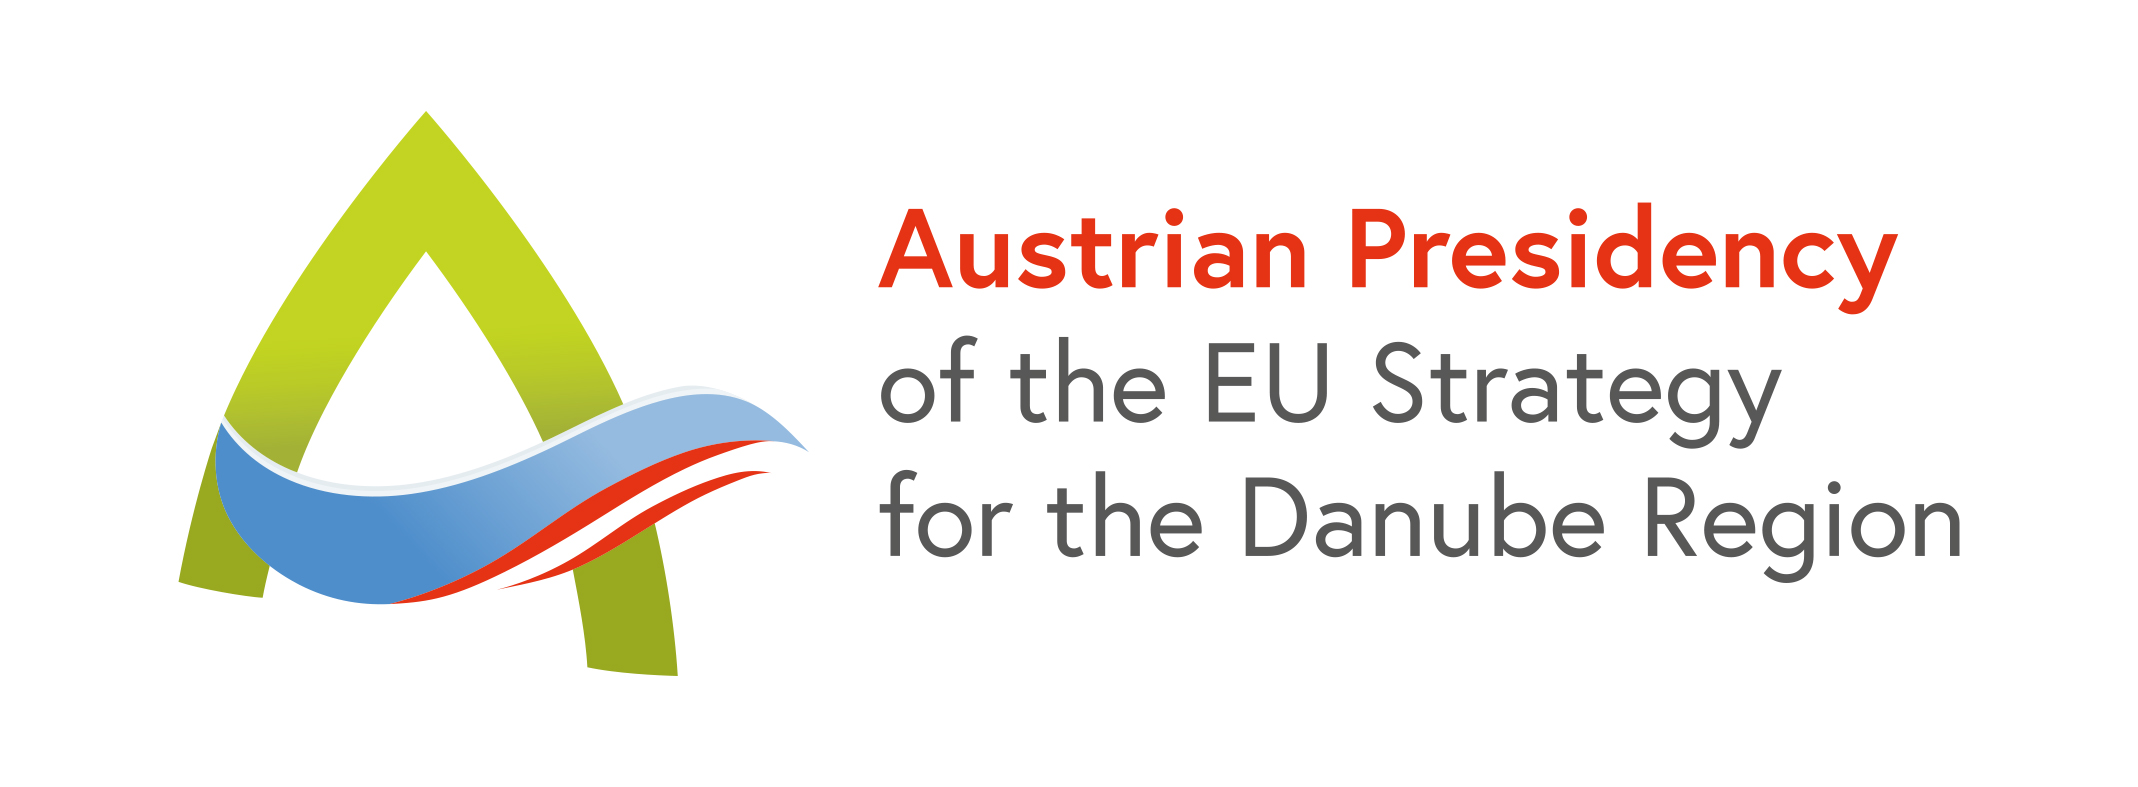 Austrian Presidency
of the EU Strategy
for the Danube Region